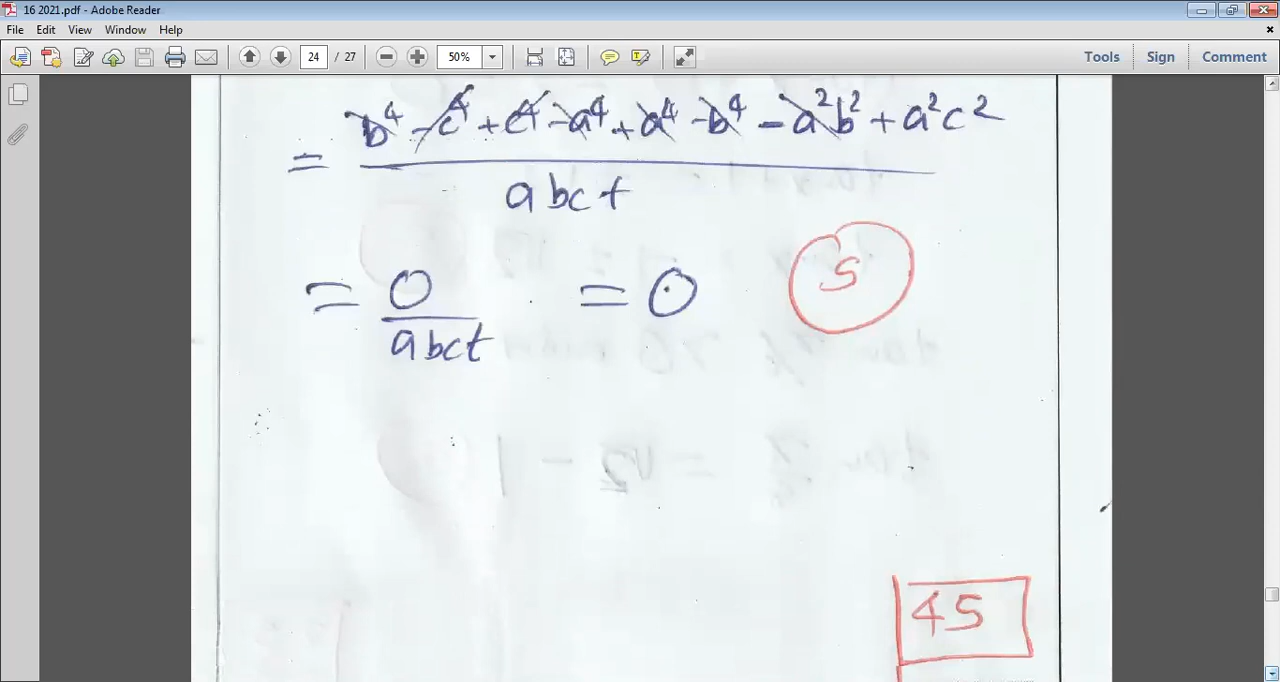 16 2021.pdf - Adobe Reader
File Edit View Window Help
24 / 27 50% Tools Sign Comment
= b⁴ - c⁴ + c⁴ - a⁴ + a⁴ - b⁴ - a²b² + a²c²
abct
= 0 = 0 5
abct
45